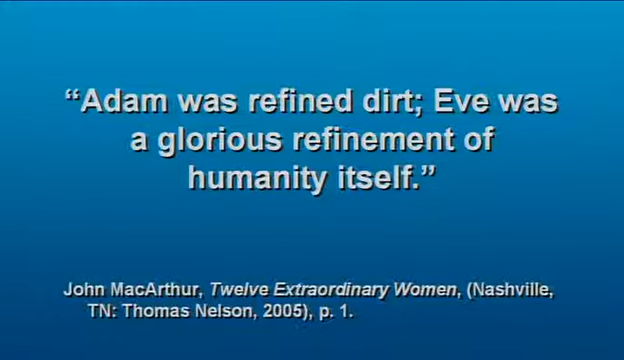 “Adam was refined dirt; Eve was
a glorious refinement of
humanity itself.”
John MacArthur, Twelve Extraordinary Women, (Nashville,
TN: Thomas Nelson, 2005), p. 1.